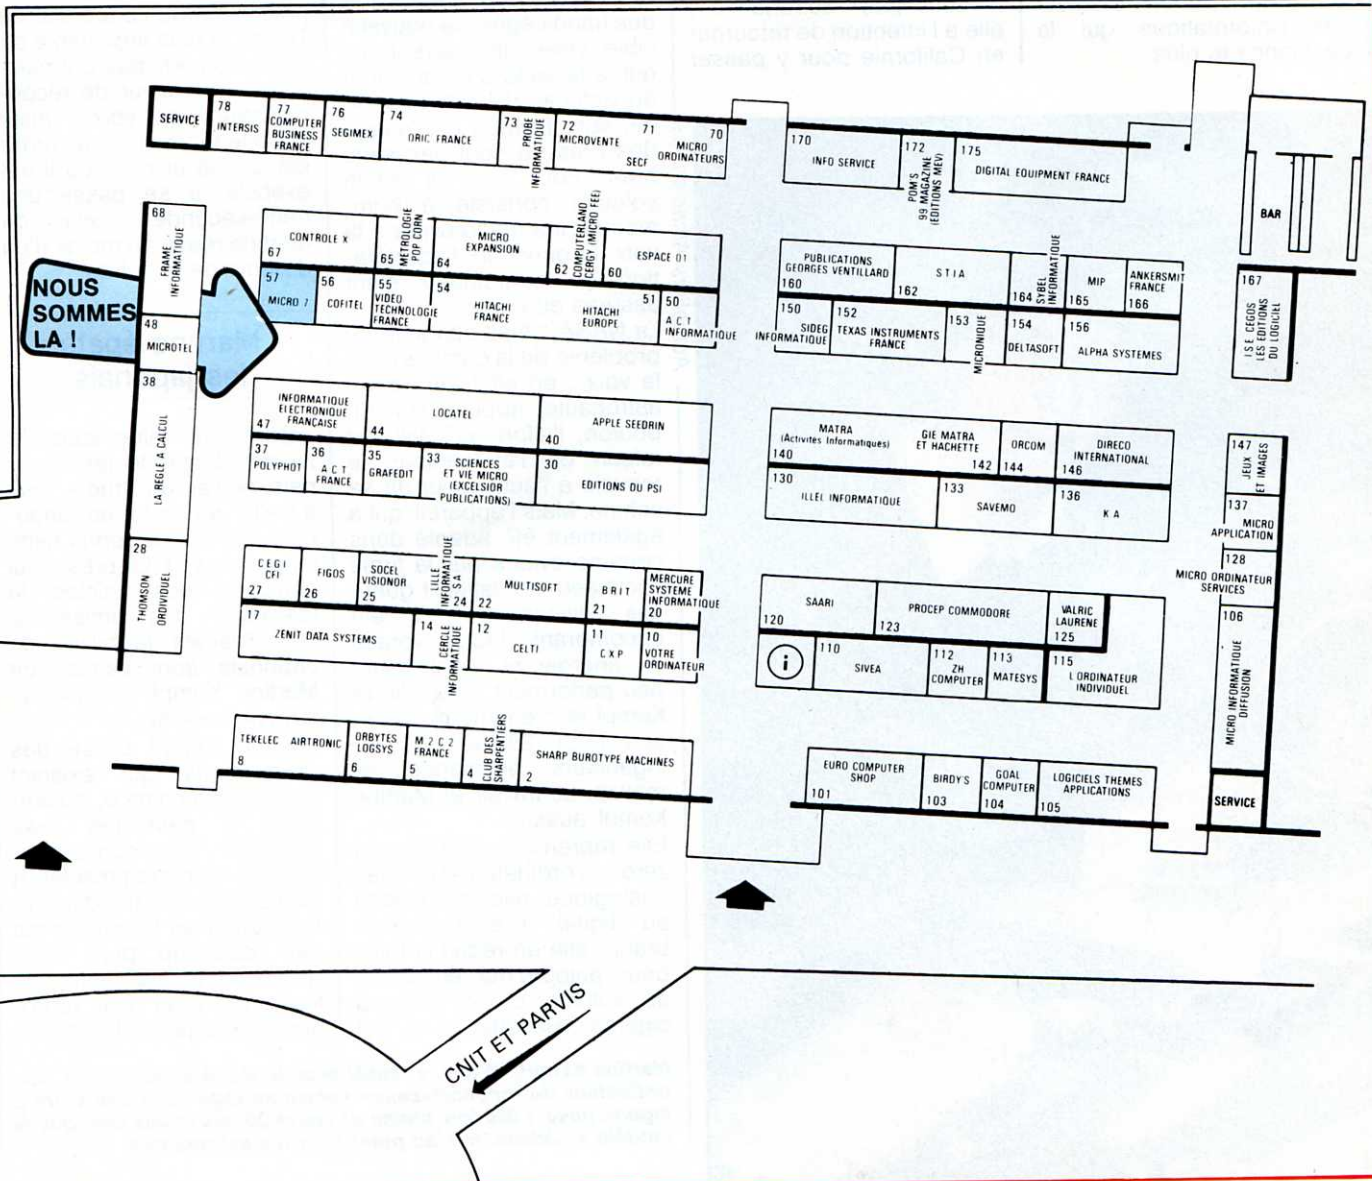 SERVICE
78
INTERSIS
77
COMPUTER
BUSINESS
FRANCE
76
SEGIMEX
74
ORIC FRANCE
73
PROBE
INFORMATIQUE
72
MICROVENTE
71
SECF
70
MICRO
ORDINATEURS
170
INFO SERVICE
172
POM'S
99 MAGAZINE
(EDITIONS MEV)
175
DIGITAL EQUIPMENT FRANCE
BAR
68
FRAME
INFORMATIQUE
CONTROLE X
67
65
METROLOGIE
POP CORN
MICRO
EXPANSION
64
COMPUTERLAND
CERGY (MICRO FEE)
62
ESPACE 01
60
PUBLICATIONS
GEORGES VENTILLARD
160
STIA
162
164
SYBEL
INFORMATIQUE
MIP
165
ANKERSMIT
FRANCE
166
167
I.S.E. CEGOS
LES EDITIONS
DU LOGICIEL
NOUS
SOMMES
LA !
57
MICRO 7
56
COFITEL
55
VIDEO
TECHNOLOGIE
FRANCE
54
HITACHI
FRANCE
HITACHI
EUROPE
51
50
A C T
INFORMATIQUE
150
SIDEG
INFORMATIQUE
152
TEXAS INSTRUMENTS
FRANCE
153
MICRONIQUE
154
DELTASOFT
156
ALPHA SYSTEMES
48
MICROTEL
38
LA REGLE A CALCUL
INFORMATIQUE
ELECTRONIQUE
FRANÇAISE
47
LOCATEL
44
APPLE SEEDRIN
40
MATRA
(Activités Informatiques)
140
GIE MATRA
ET HACHETTE
142
ORCOM
144
DIRECO
INTERNATIONAL
146
147
JEUX
ET IMAGES
37
POLYPHOT
36
A C T
FRANCE
35
GRAFEDIT
33
SCIENCES
ET VIE MICRO
(EXCELSIOR
PUBLICATIONS)
30
EDITIONS DU PSI
130
ILLEL INFORMATIQUE
133
SAVEMO
136
K A
137
MICRO
APPLICATION
28
THOMSON
ORDIVIDUEL
CEGI
CFI
27
FIGOS
26
SOCEL
VISIONOR
25
LILLE
INFORMATIQUE
S A
24
MULTISOFT
22
BRIT
21
MERCURE
SYSTEME
INFORMATIQUE
20
SAARI
120
PROCEP COMMODORE
123
VALRIC
LAURENE
125
128
MICRO ORDINATEUR
SERVICES
17
ZENIT DATA SYSTEMS
14
CERCLE
INFORMATIQUE
12
CELTI
11
C X P
10
VOTRE
ORDINATEUR
i
110
SIVEA
112
ZH
COMPUTER
113
MATESYS
115
L'ORDINATEUR
INDIVIDUEL
106
MICRO INFORMATIQUE
DIFFUSION
TEKELEC AIRTRONIC
8
ORBYTES
LOGSYS
6
M 2 C 2
FRANCE
5
4
CLUB DES
SHARPENTIERS
SHARP BUROTYPE MACHINES
2
EURO COMPUTER
SHOP
101
BIRDY'S
103
GOAL
COMPUTER
104
LOGICIELS THEMES
APPLICATIONS
105
SERVICE
CNIT ET PARVIS